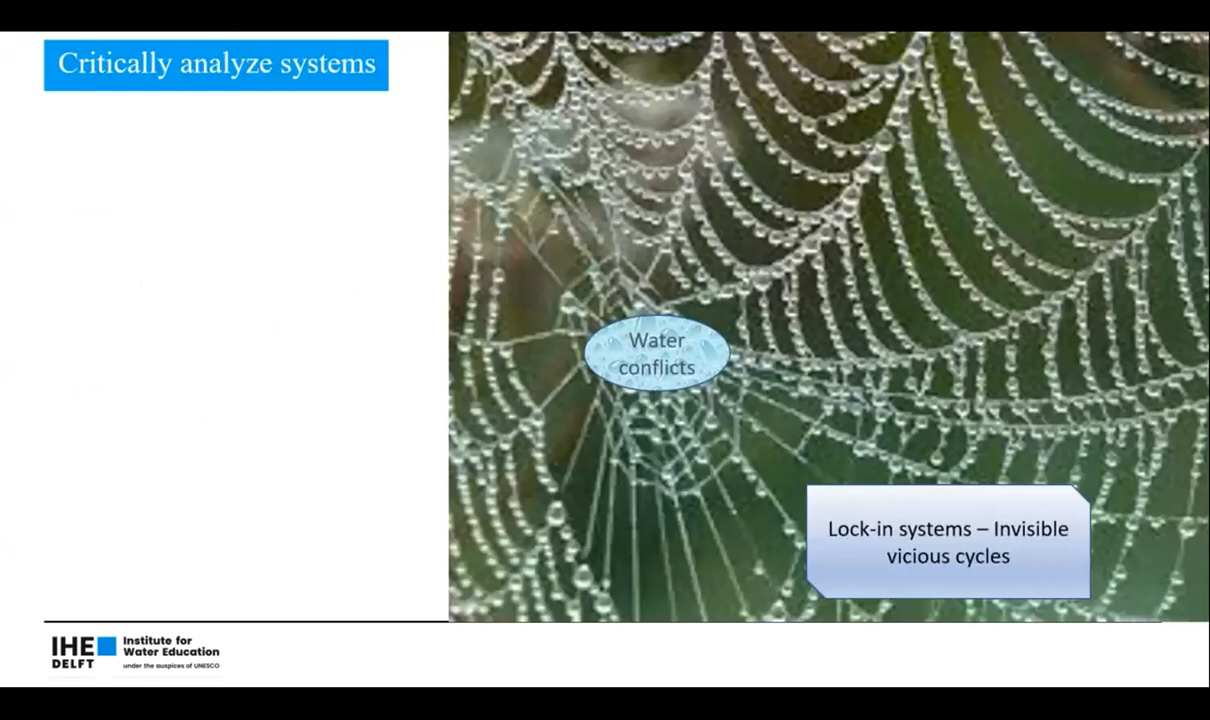 Critically analyze systems
Water
conflicts
Lock-in systems – Invisible
vicious cycles
IHE
DELFT
Institute for
Water Education
under the auspices of UNESCO